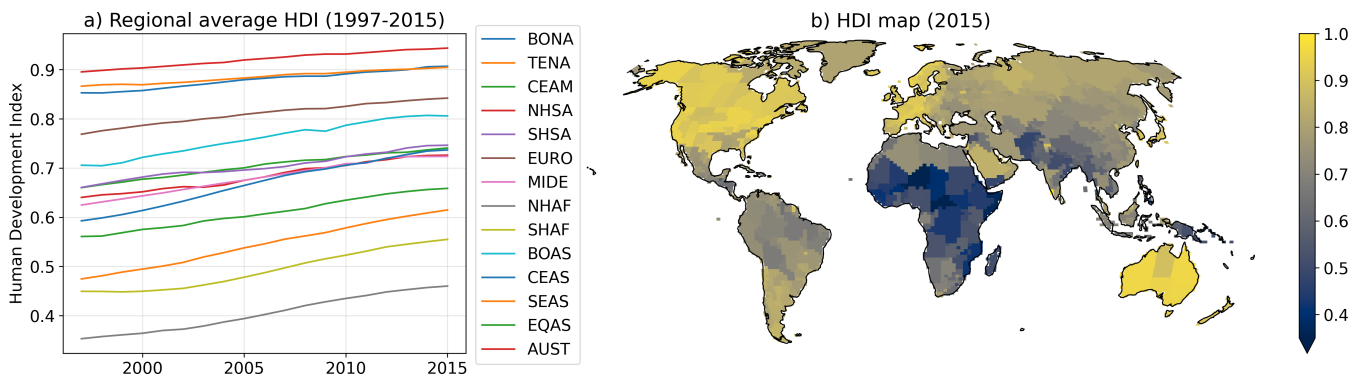 a) Regional average HDI (1997-2015)
Human Development Index
0.9
0.8
0.7
0.6
0.5
0.4
2000
2005
2010
2015
BONA
TENA
CEAM
NHSA
SHSA
EURO
MIDE
NHAF
SHAF
BOAS
CEAS
SEAS
EQAS
AUST
b) HDI map (2015)
1.0
0.9
0.8
0.7
0.6
0.5
0.4